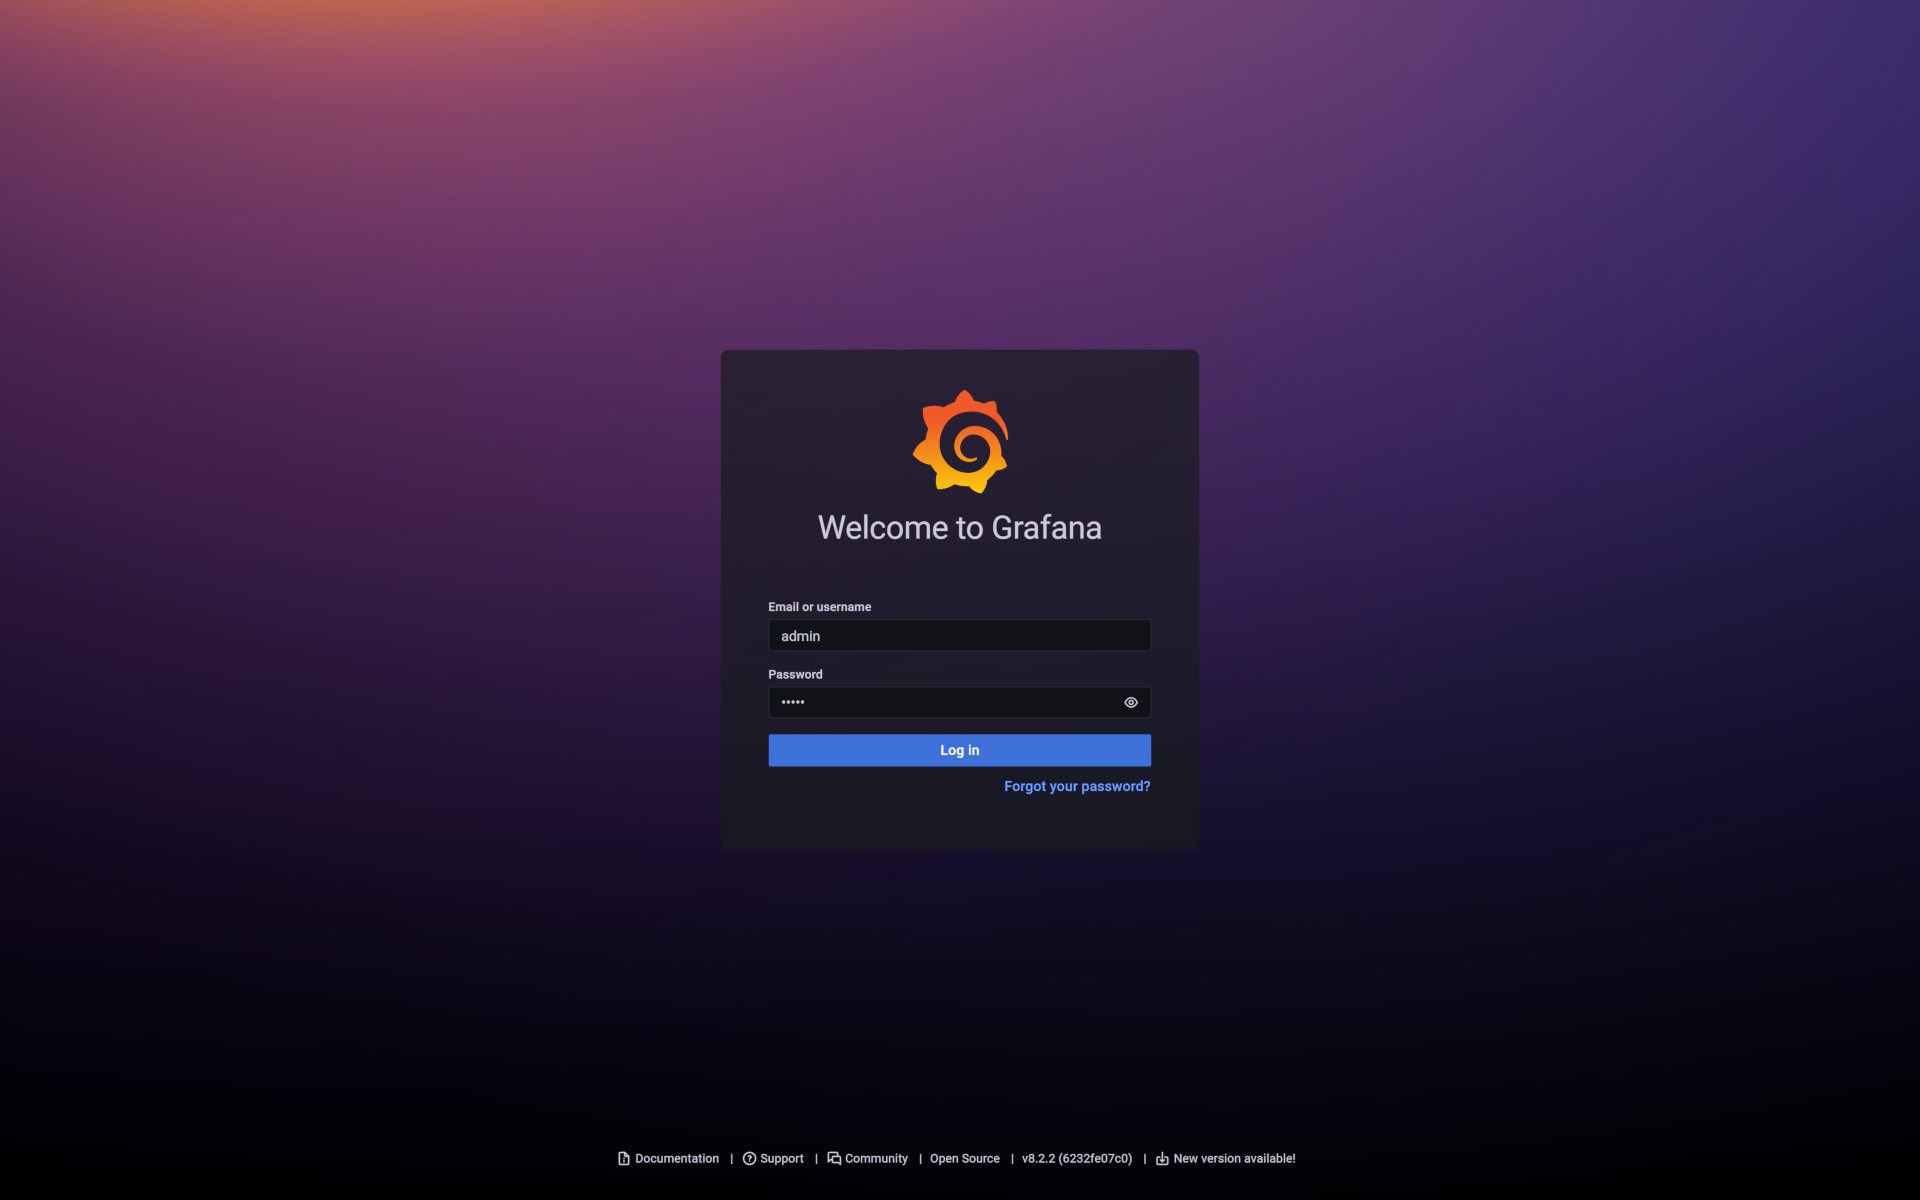 Welcome to Grafana
Email or username
admin
Password
•••••
Log in
Forgot your password?
Documentation | Support | Community | Open Source | v8.2.2 (6232fe07c0) | New version available!